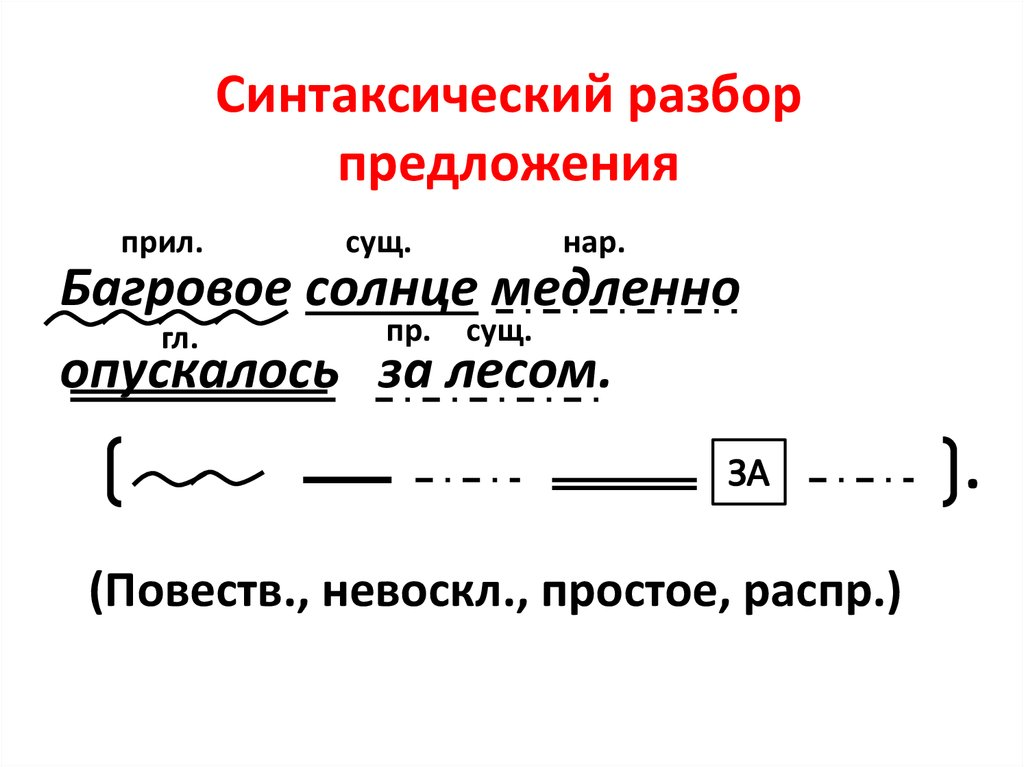 Синтаксический разбор
предложения
прил. сущ. нар.
Багровое солнце медленно
гл. пр. сущ.
опускалось за лесом.
ЗА .
(Повеств., невоскл., простое, распр.)